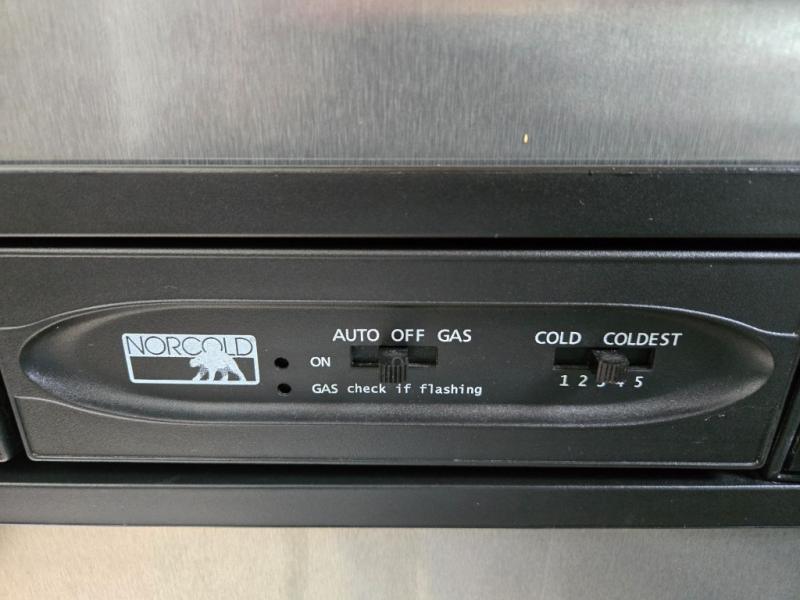 NORCOLD
AUTO OFF GAS
ON
GAS check if flashing
COLD COLDEST
1 2 3 4 5